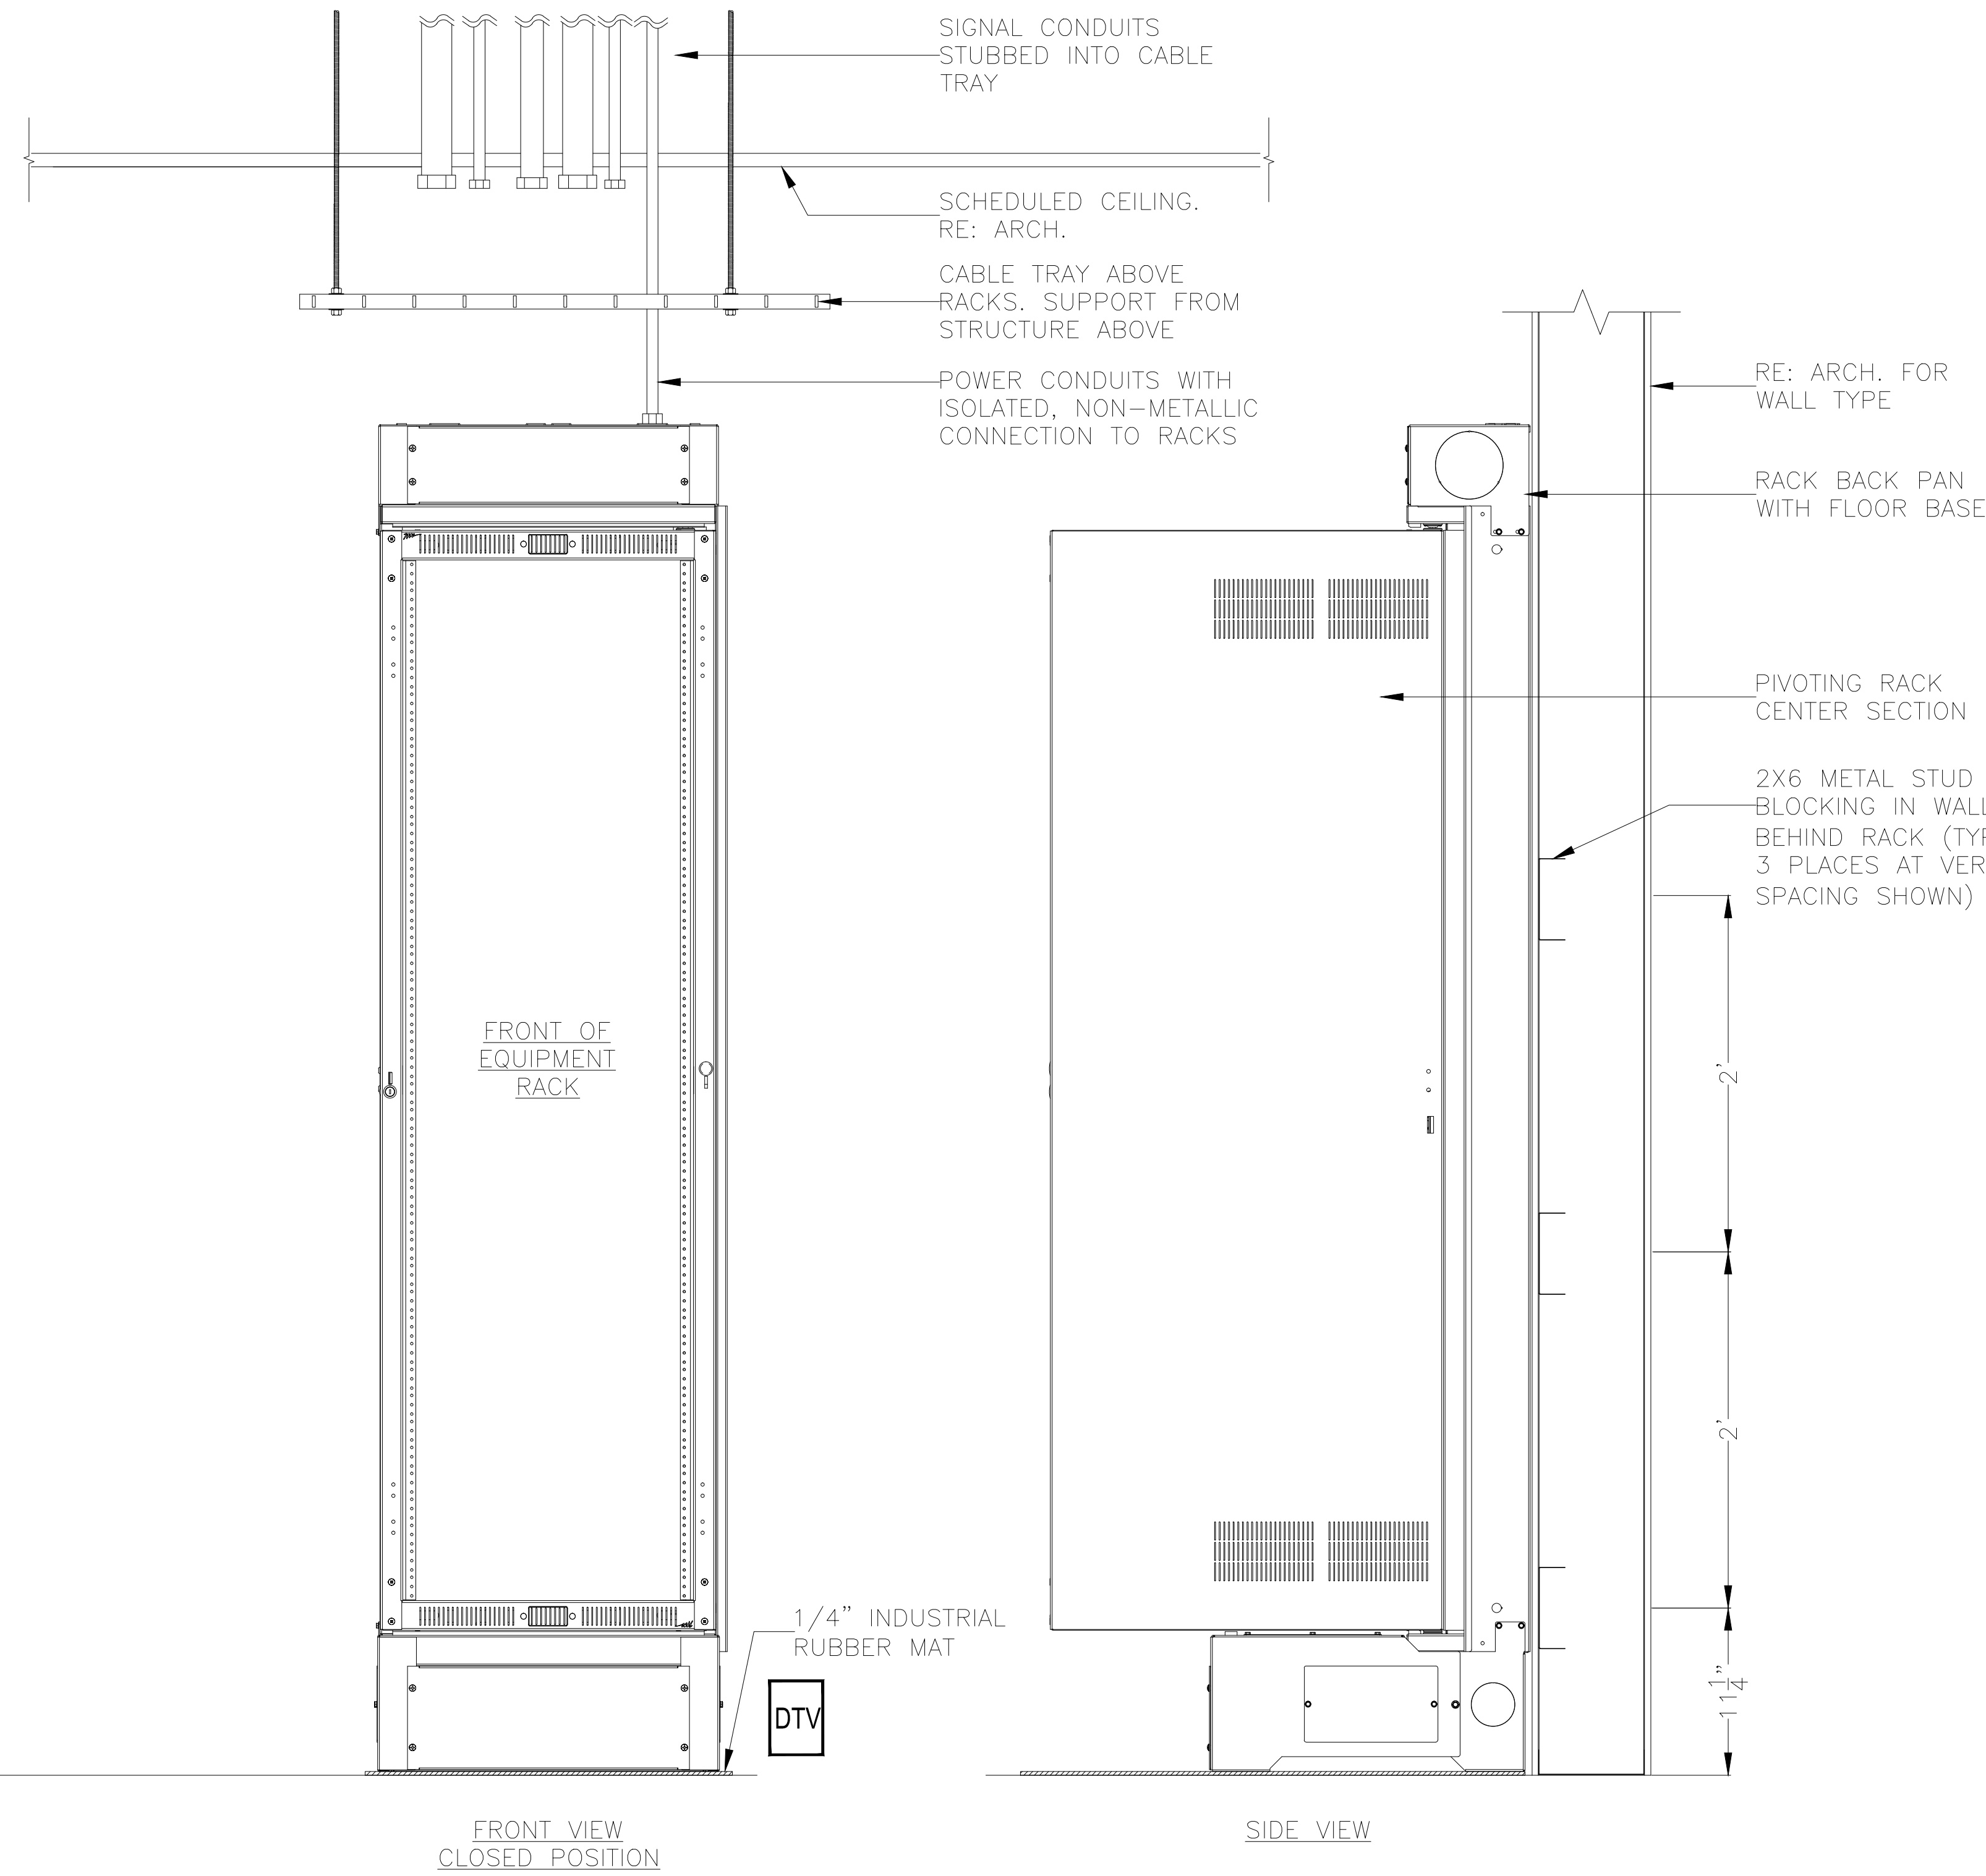 SIGNAL CONDUITS
STUBBED INTO CABLE
TRAY
SCHEDULED CEILING.
RE: ARCH.
CABLE TRAY ABOVE
RACKS. SUPPORT FROM
STRUCTURE ABOVE
POWER CONDUITS WITH
ISOLATED, NON-METALLIC
CONNECTION TO RACKS
RE: ARCH. FOR
WALL TYPE
RACK BACK PAN
WITH FLOOR BASE
PIVOTING RACK
CENTER SECTION
2X6 METAL STUD
BLOCKING IN WALL
BEHIND RACK
3 PLACES AT
SPACING SHOWN)
FRONT OF
EQUIPMENT
RACK
2'
2'
11 1/4"
1/4" INDUSTRIAL
RUBBER MAT
DTV
FRONT VIEW
CLOSED POSITION
SIDE VIEW